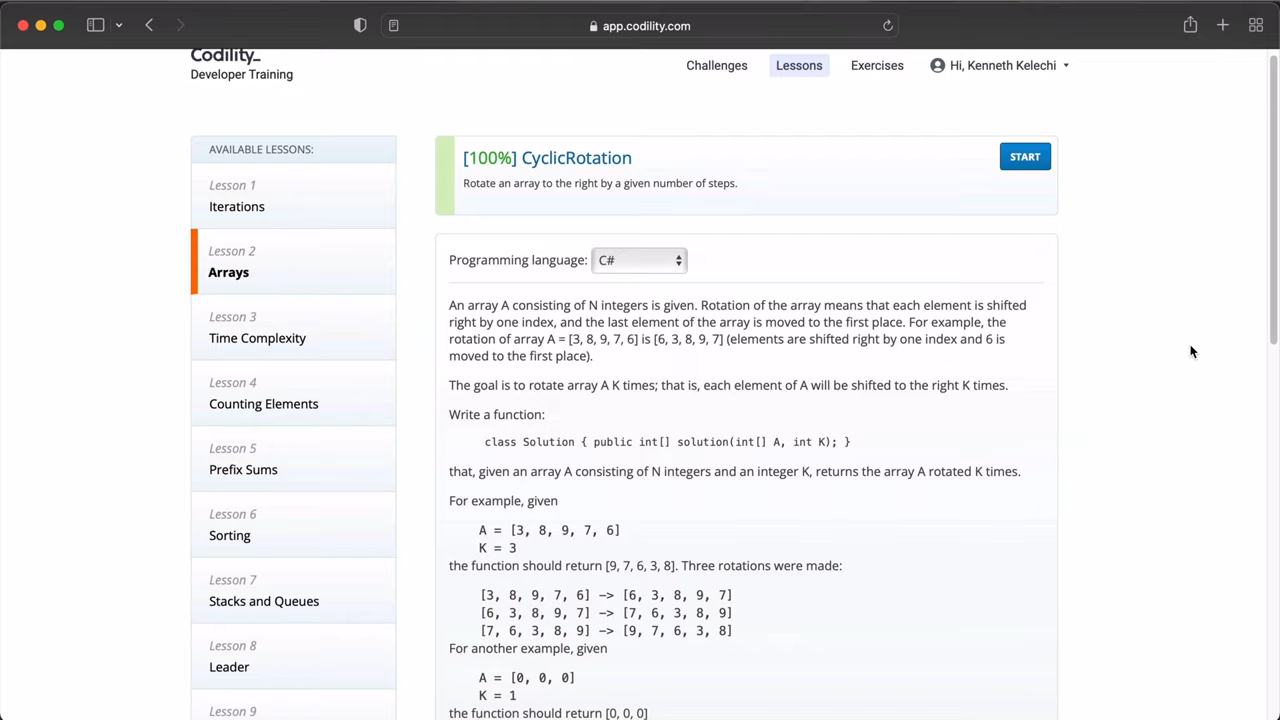 app.codility.com
Codility_
Developer Training
Challenges
Lessons
Exercises
Hi, Kenneth Kelechi
AVAILABLE LESSONS:
Lesson 1
Iterations
Lesson 2
Arrays
Lesson 3
Time Complexity
Lesson 4
Counting Elements
Lesson 5
Prefix Sums
Lesson 6
Sorting
Lesson 7
Stacks and Queues
Lesson 8
Leader
Lesson 9
[100%] CyclicRotation
START
Rotate an array to the right by a given number of steps.
Programming language: C#
An array A consisting of N integers is given. Rotation of the array means that each element is shifted
right by one index, and the last element of the array is moved to the first place. For example, the
rotation of array A = [3, 8, 9, 7, 6] is [6, 3, 8, 9, 7] (elements are shifted right by one index and 6 is
moved to the first place).
The goal is to rotate array A K times; that is, each element of A will be shifted to the right K times.
Write a function:
class Solution { public int[] solution(int[] A, int K); }
that, given an array A consisting of N integers and an integer K, returns the array A rotated K times.
For example, given
A = [3, 8, 9, 7, 6]
K = 3
the function should return [9, 7, 6, 3, 8]. Three rotations were made:
[3, 8, 9, 7, 6] -> [6, 3, 8, 9, 7]
[6, 3, 8, 9, 7] -> [7, 6, 3, 8, 9]
[7, 6, 3, 8, 9] -> [9, 7, 6, 3, 8]
For another example, given
A = [0, 0, 0]
K = 1
the function should return [0, 0, 0]